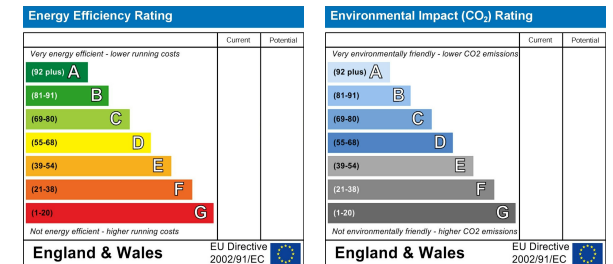 Energy Efficiency Rating
Current Potential
Very energy efficient - lower running costs
(92 plus) A
(81-91) B
(69-80) C
(55-68) D
(39-54) E
(21-38) F
(1-20) G
Not energy efficient - higher running costs
England & Wales
EU Directive
2002/91/EC
Environmental Impact (CO₂) Rating
Current Potential
Very environmentally friendly - lower CO2 emissions
(92 plus) A
(81-91) B
(69-80) C
(55-68) D
(39-54) E
(21-38) F
(1-20) G
Not environmentally friendly - higher CO2 emissions
England & Wales
EU Directive
2002/91/EC